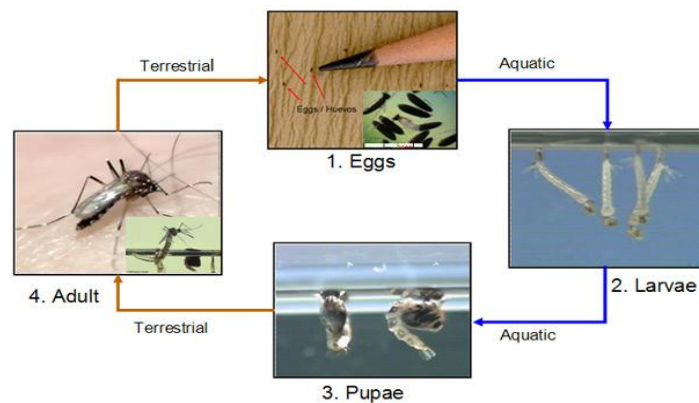 Terrestrial
Aquatic
Eggs / Huevos
1. Eggs
2. Larvae
4. Adult
Terrestrial
Aquatic
3. Pupae